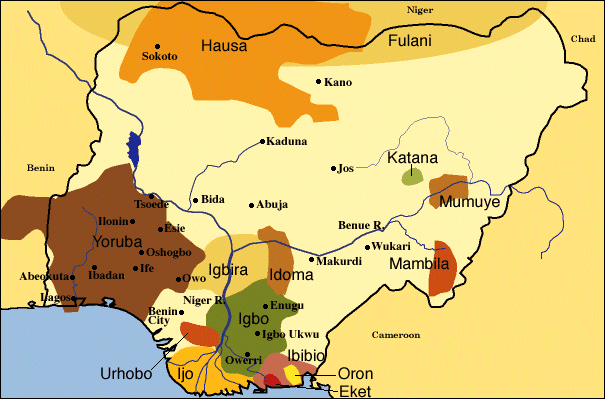 Niger
Hausa
Fulani
Chad
Sokoto
Kano
Kaduna
Jos
Katana
Benin
Tsoede
Bida
Abuja
Mumuye
Ilonin
Esie
Benue R.
Yoruba
Wukari
Oshogbo
Makurdi
Mambila
Abeokuta
Ibadan
Ife
Owo
Igbira
Idoma
Lagos
Niger R.
Enugu
Benin
City
Igbo
Igbo Ukwu
Cameroon
Owerri
Ibibio
Urhobo
Ijo
Oron
Eket